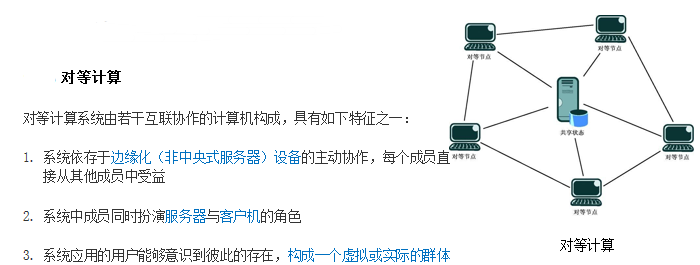 对等计算
对等计算系统由若干互联协作的计算机构成，具有如下特征之一：
1. 系统依存于边缘化（非中央式服务器）设备的主动协作，每个成员直
接从其他成员中受益
2. 系统中成员同时扮演服务器与客户机的角色
3. 系统应用的用户能够意识到彼此的存在，构成一个虚拟或实际的群体
对等节点
对等节点
共享状态
对等节点
对等节点
对等节点
对等计算